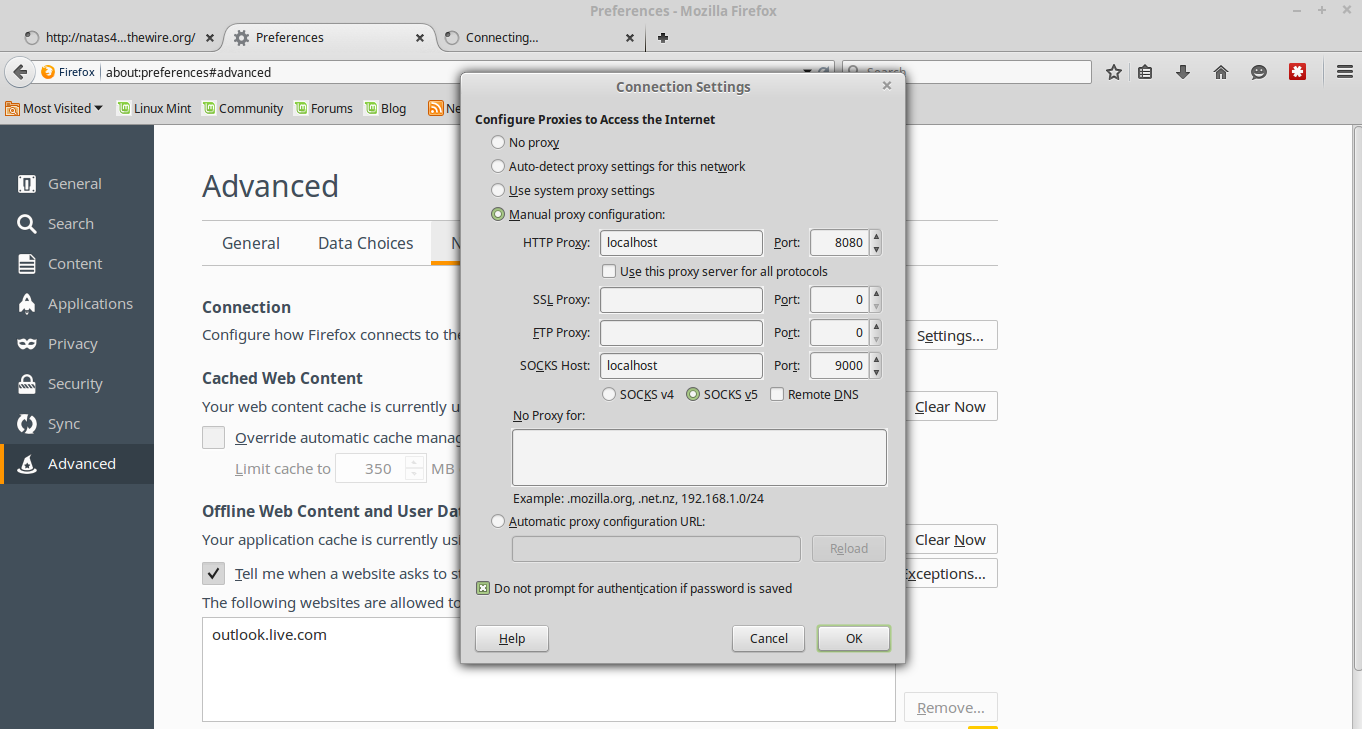 Preferences - Mozilla Firefox
http://natas4...thewire.org/
Preferences
Connecting...
Firefox
about:preferences#advanced
Search
Most Visited
Linux Mint
Community
Forums
Blog
Ne
General
Search
Content
Applications
Privacy
Security
Sync
Advanced
Advanced
General
Data Choices
N
Connection
Configure how Firefox connects to the
Settings...
Cached Web Content
Your web content cache is currently u
Clear Now
Override automatic cache manag
Limit cache to 350 MB
Offline Web Content and User Dat
Your application cache is currently usi
Clear Now
Tell me when a website asks to st
Exceptions...
The following websites are allowed to
outlook.live.com
Remove...
Connection Settings
Configure Proxies to Access the Internet
No proxy
Auto-detect proxy settings for this network
Use system proxy settings
Manual proxy configuration:
HTTP Proxy: localhost Port: 8080
Use this proxy server for all protocols
SSL Proxy: Port: 0
FTP Proxy: Port: 0
SOCKS Host: localhost Port: 9000
SOCKS v4 SOCKS v5 Remote DNS
No Proxy for:
Example: .mozilla.org, .net.nz, 192.168.1.0/24
Automatic proxy configuration URL:
Reload
Do not prompt for authentication if password is saved
Help
Cancel
OK